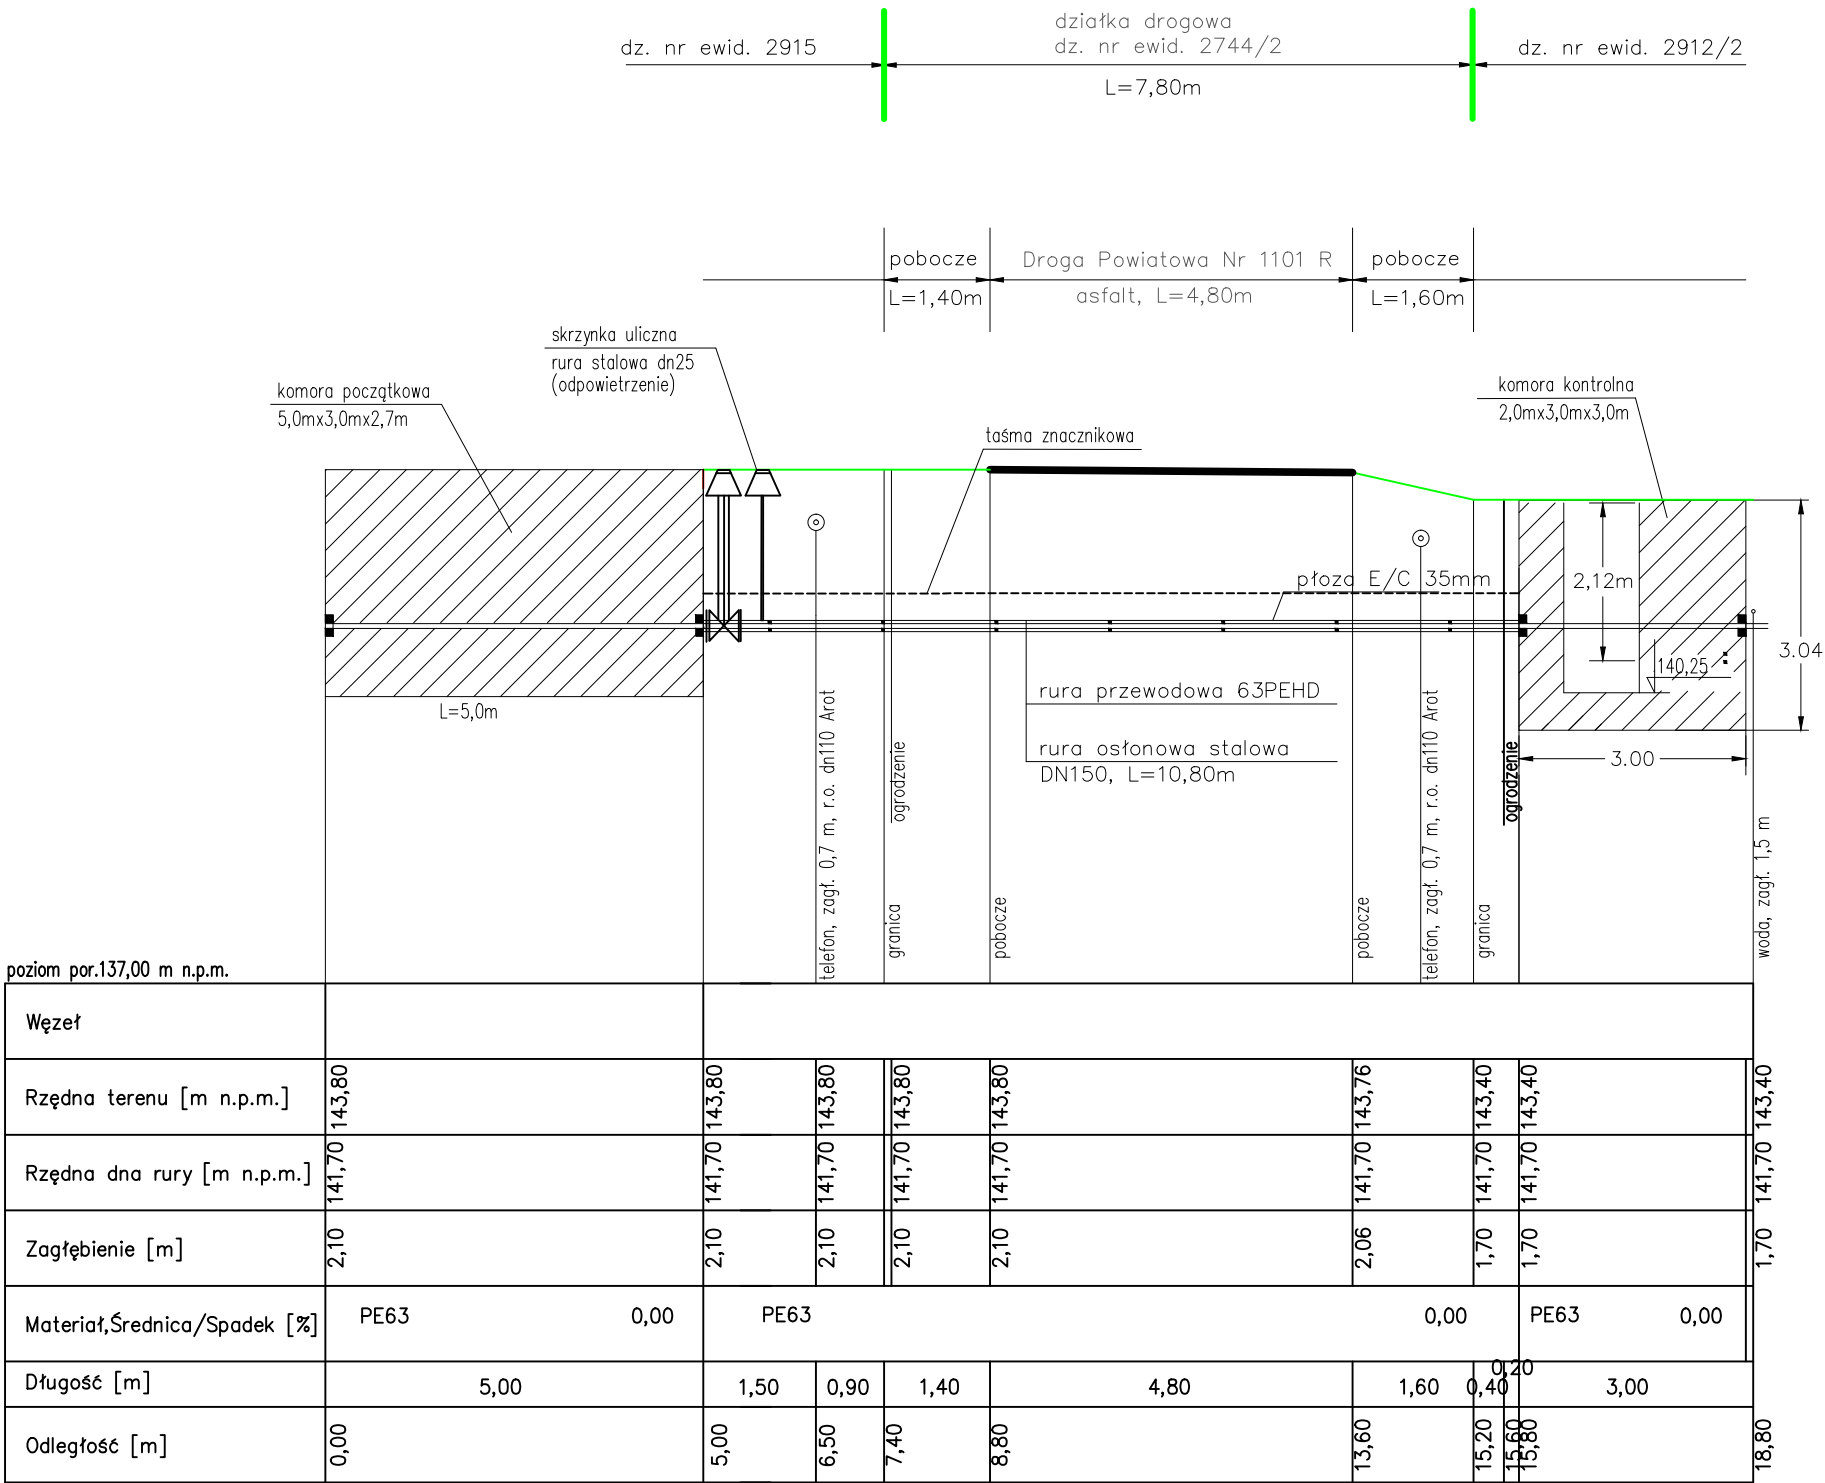 działka drogowa
dz. nr ewid. 2915
dz. nr ewid. 2744/2
dz. nr ewid. 2912/2
L=7,80m
pobocze
Droga Powiatowa Nr 1101 R
pobocze
L=1,40m
asfalt, L=4,80m
L=1,60m
skrzynka uliczna
rura stalowa dn25
(odpowietrzenie)
komora początkowa
5,0mx3,0mx2,7m
komora kontrolna
2,0mx3,0mx3,0m
taśma znacznikowa
płoza E/C 35mm
2,12m
3.04
140,25
rura przewodowa 63PEHD
L=5,0m
rura osłonowa stalowa
DN150, L=10,80m
3.00
telefon, zagł. 0,7 m, r.o. dn110 Arot
granica
ogrodzenie
pobocze
pobocze
telefon, zagł. 0,7 m, r.o. dn110 Arot
granica
ogrodzenie
woda, zagł. 1,5 m
poziom por.137,00 m n.p.m.
Węzeł
Rzędna terenu [m n.p.m.] 143,80 143,80 143,80 143,80 143,80 143,76 143,40 143,40 143,40
Rzędna dna rury [m n.p.m.] 141,70 141,70 141,70 141,70 141,70 141,70 141,70 141,70 141,70
Zagłębienie [m] 2,10 2,10 2,10 2,10 2,10 2,06 1,70 1,70 1,70
Materiał,Średnica/Spadek [%] PE63 0,00 PE63 0,00 PE63 0,00
Długość [m] 5,00 1,50 0,90 1,40 4,80 1,60 0,40 0,20 3,00
Odległość [m] 0,00 5,00 6,50 7,40 8,80 13,60 15,20 15,60 15,80 18,80